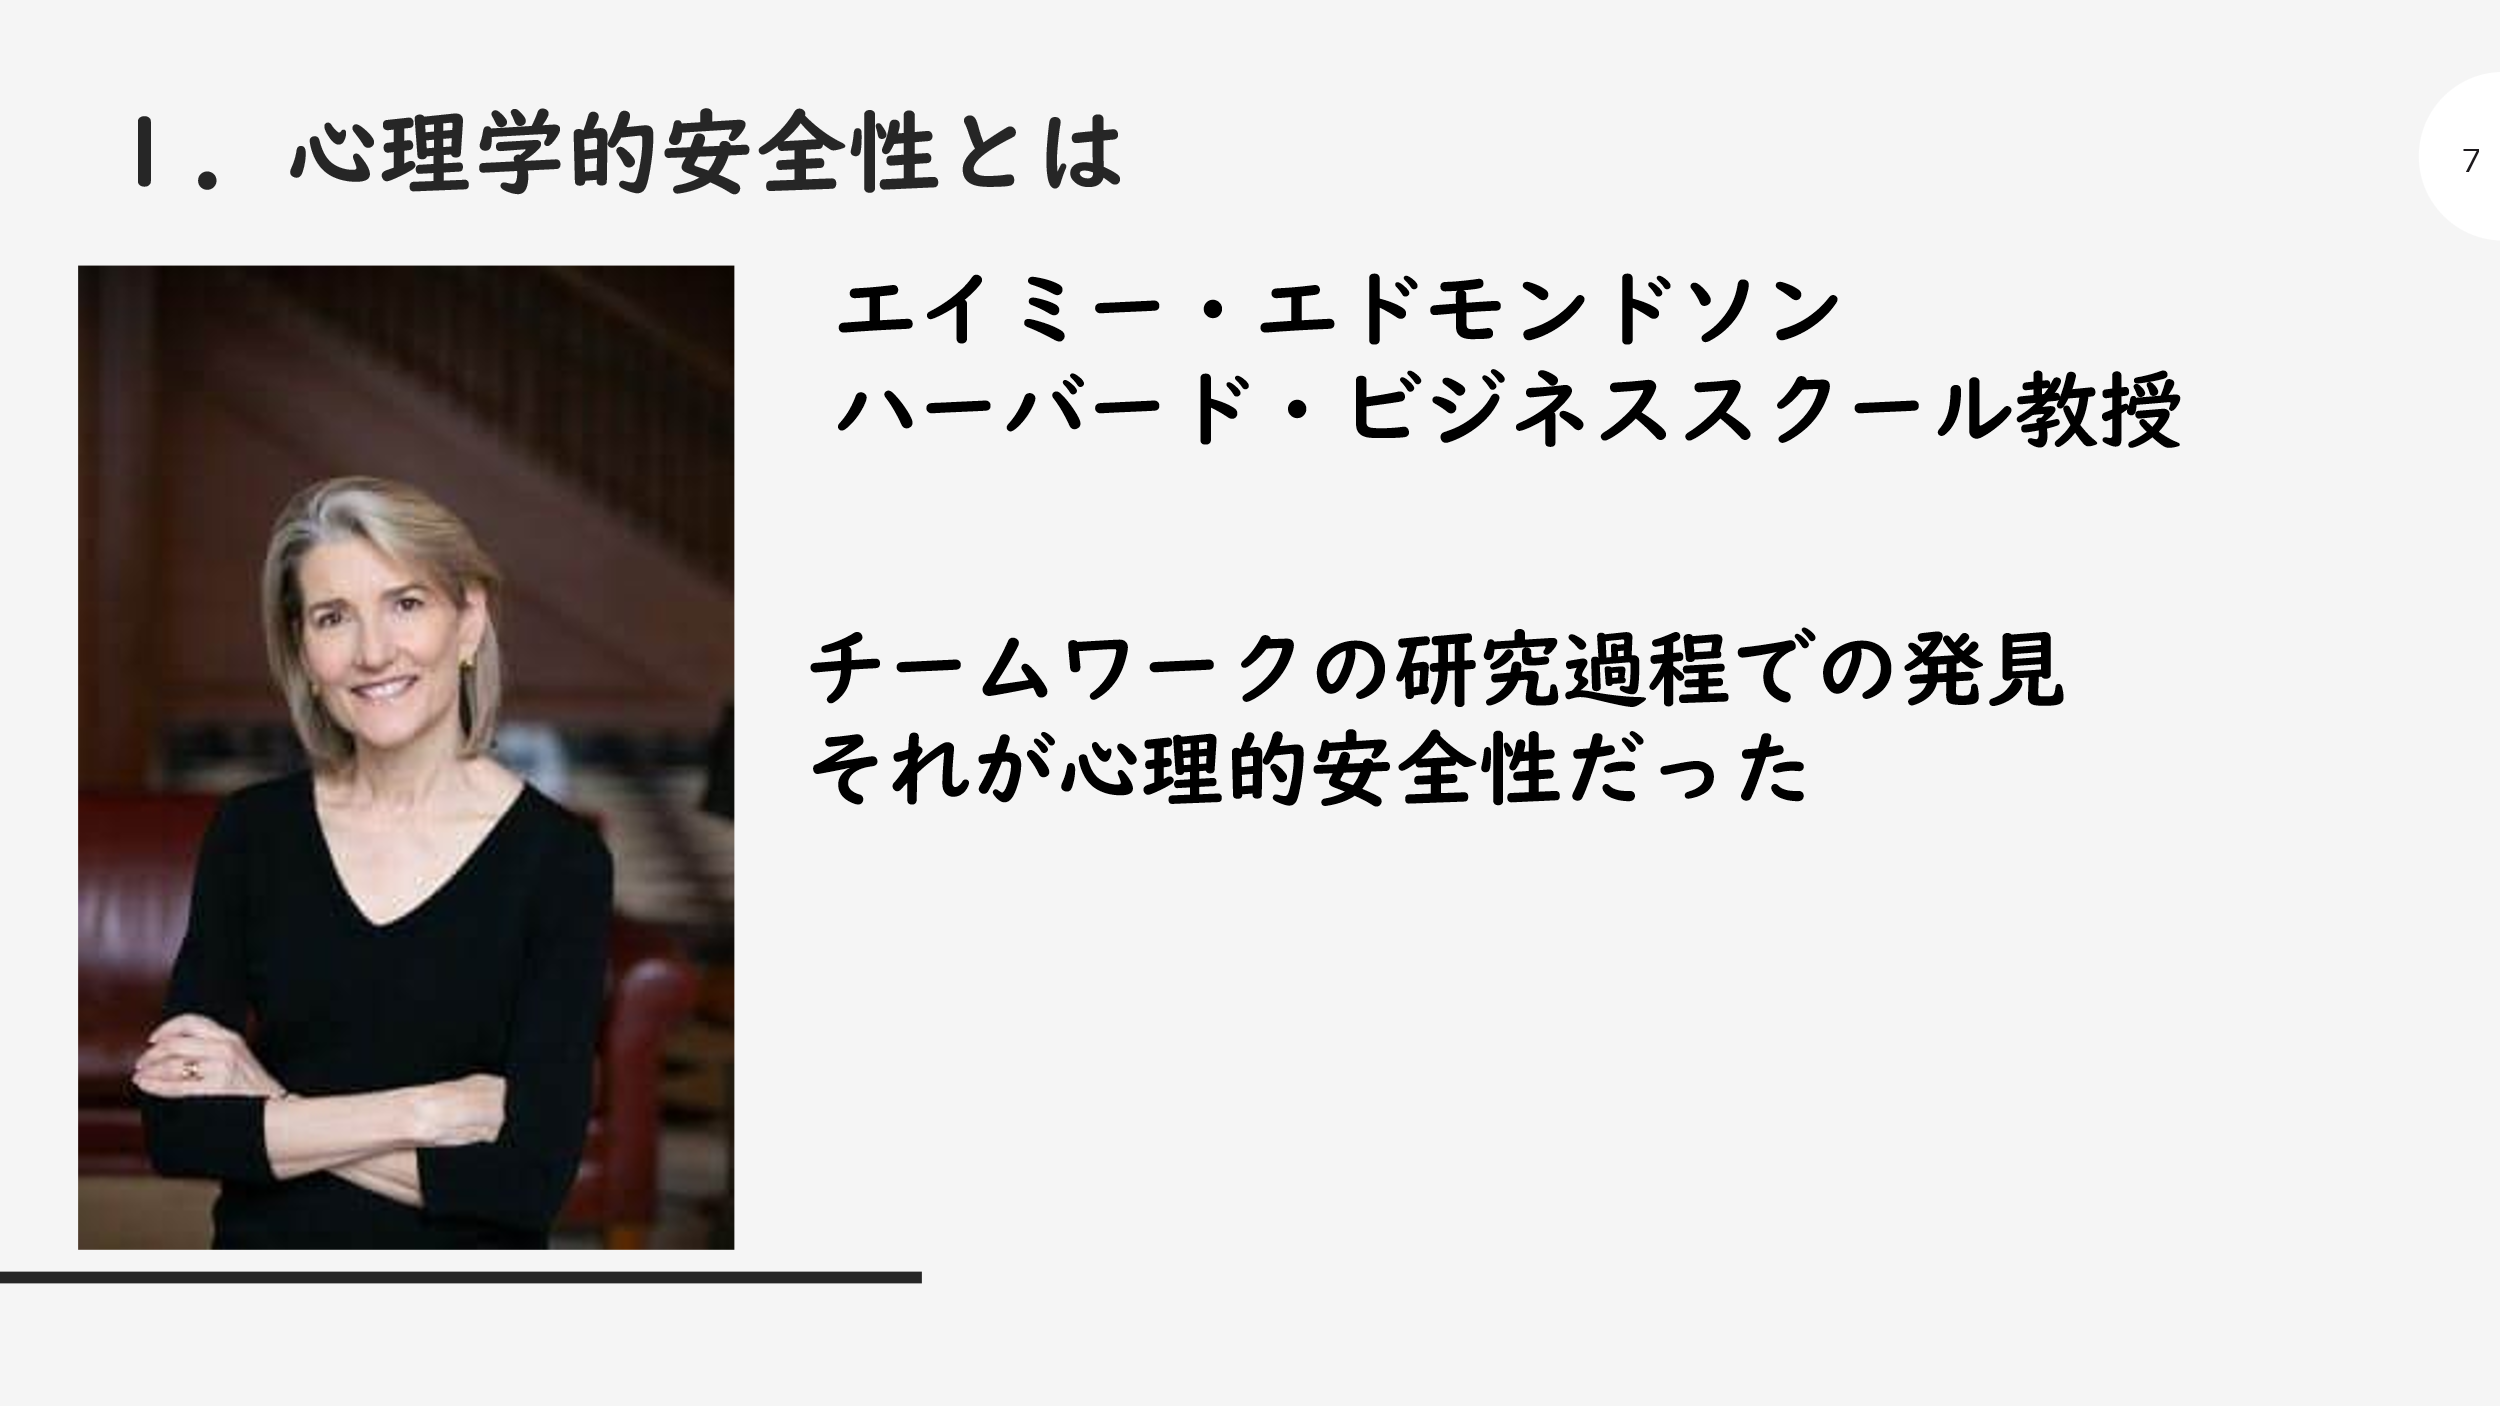 1．心理学的安全性とは
7
エイミー・エドモンドソン
ハーバード・ビジネススクール教授
チームワークの研究過程での発見
それが心理的安全性だった